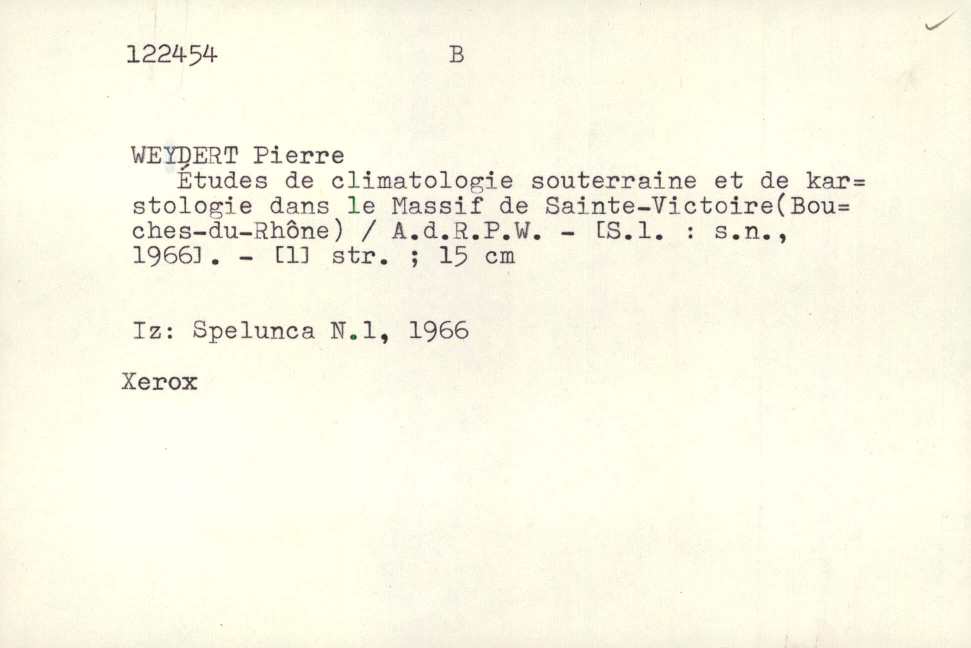 122454 B
WEYDERT Pierre
Études de climatologie souterraine et de kar=
stologie dans le Massif de Sainte-Victoire(Bou=
ches-du-Rhône) / A.d.R.P.W. - [S.l. : s.n.,
1966]. - [1] str. ; 15 cm
Iz: Spelunca N.1, 1966
Xerox